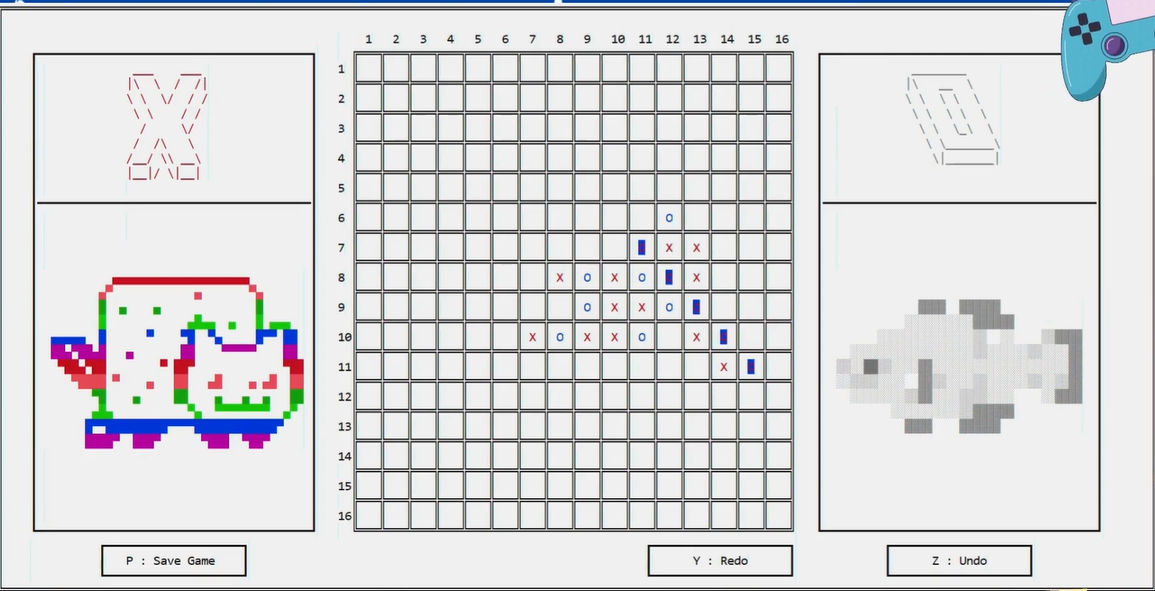 1 2 3 4 5 6 7 8 9 10 11 12 13 14 15 16
1
2
3
4
5
6 O
7 X X
8 X O X O X
9 O X X O
10 X O X X O X
11 X
12
13
14
15
16
P : Save Game
Y : Redo
Z : Undo